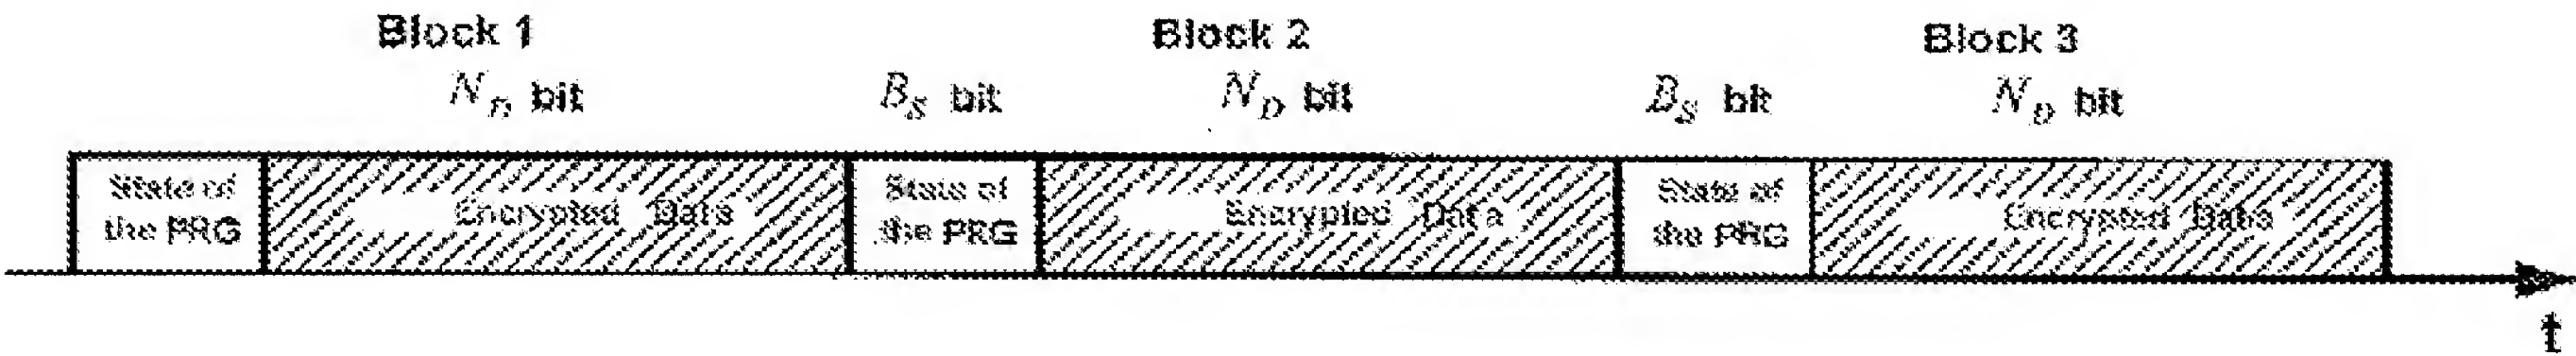 Block 1
Block 2
Block 3
N_D bit
B_S bit
N_D bit
B_S bit
N_D bit
State of
the PRG
Encrypted Data
State of
the PRG
Encrypted Data
State of
the PRG
Encrypted Data
t